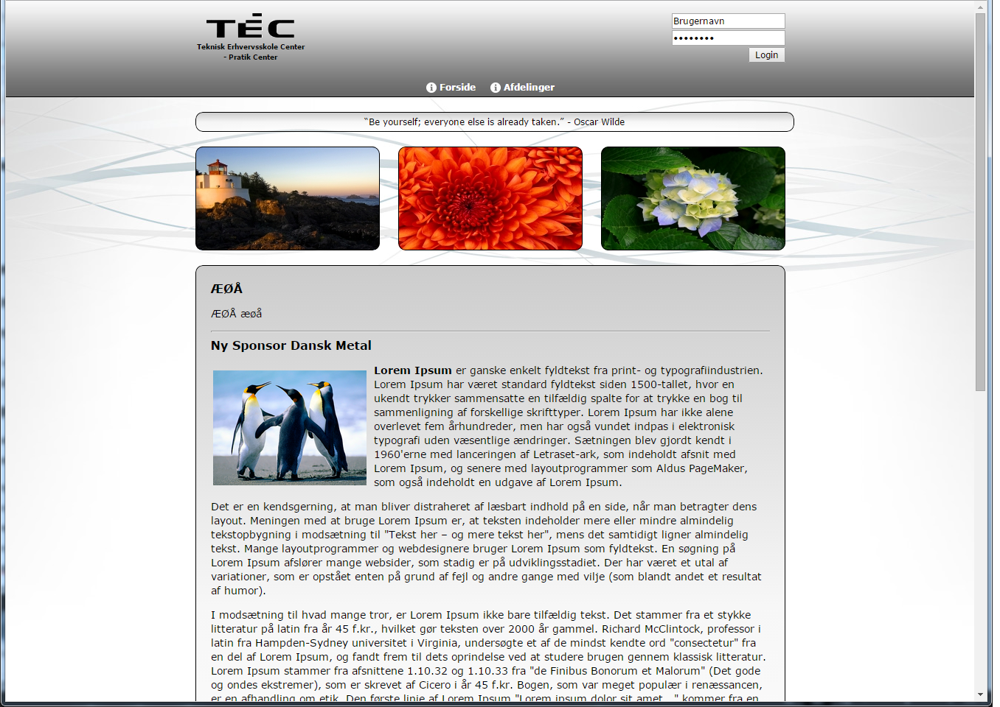 TÉC
Teknisk Erhvervsskole Center
- Pratik Center
Brugernavn
Login
Forside
Afdelinger
“Be yourself; everyone else is already taken.” - Oscar Wilde
ÆØÅ
ÆØÅ æøå
Ny Sponsor Dansk Metal
Lorem Ipsum er ganske enkelt fyldtekst fra print- og typografiindustrien.
Lorem Ipsum har været standard fyldtekst siden 1500-tallet, hvor en
ukendt trykker sammensatte en tilfældig spalte for at trykke en bog til
sammenligning af forskellige skrifttyper. Lorem Ipsum har ikke alene
overlevet fem århundreder, men har også vundet indpas i elektronisk
typografi uden væsentlige ændringer. Sætningen blev gjordt kendt i
1960'erne med lanceringen af Letraset-ark, som indeholdt afsnit med
Lorem Ipsum, og senere med layoutprogrammer som Aldus PageMaker,
som også indeholdt en udgave af Lorem Ipsum.
Det er en kendsgerning, at man bliver distraheret af læsbart indhold på en side, når man betragter dens
layout. Meningen med at bruge Lorem Ipsum er, at teksten indeholder mere eller mindre almindelig
tekstopbygning i modsætning til "Tekst her – og mere tekst her", mens det samtidigt ligner almindelig
tekst. Mange layoutprogrammer og webdesignere bruger Lorem Ipsum som fyldtekst. En søgning på
Lorem Ipsum afslører mange websider, som stadig er på udviklingsstadiet. Der har været et utal af
variationer, som er opstået enten på grund af fejl og andre gange med vilje (som blandt andet et resultat
af humor).
I modsætning til hvad mange tror, er Lorem Ipsum ikke bare tilfældig tekst. Det stammer fra et stykke
litteratur på latin fra år 45 f.kr., hvilket gør teksten over 2000 år gammel. Richard McClintock, professor i
latin fra Hampden-Sydney universitet i Virginia, undersøgte et af de mindst kendte ord "consectetur" fra
en del af Lorem Ipsum, og fandt frem til dets oprindelse ved at studere brugen gennem klassisk litteratur.
Lorem Ipsum stammer fra afsnittene 1.10.32 og 1.10.33 fra "de Finibus Bonorum et Malorum" (Det gode
og ondes ekstremer), som er skrevet af Cicero i år 45 f.kr. Bogen, som var meget populær i renæssancen,
er en afhandling om etik. Den første linie af Lorem Ipsum "Lorem ipsum dolor sit amet..." kommer fra en